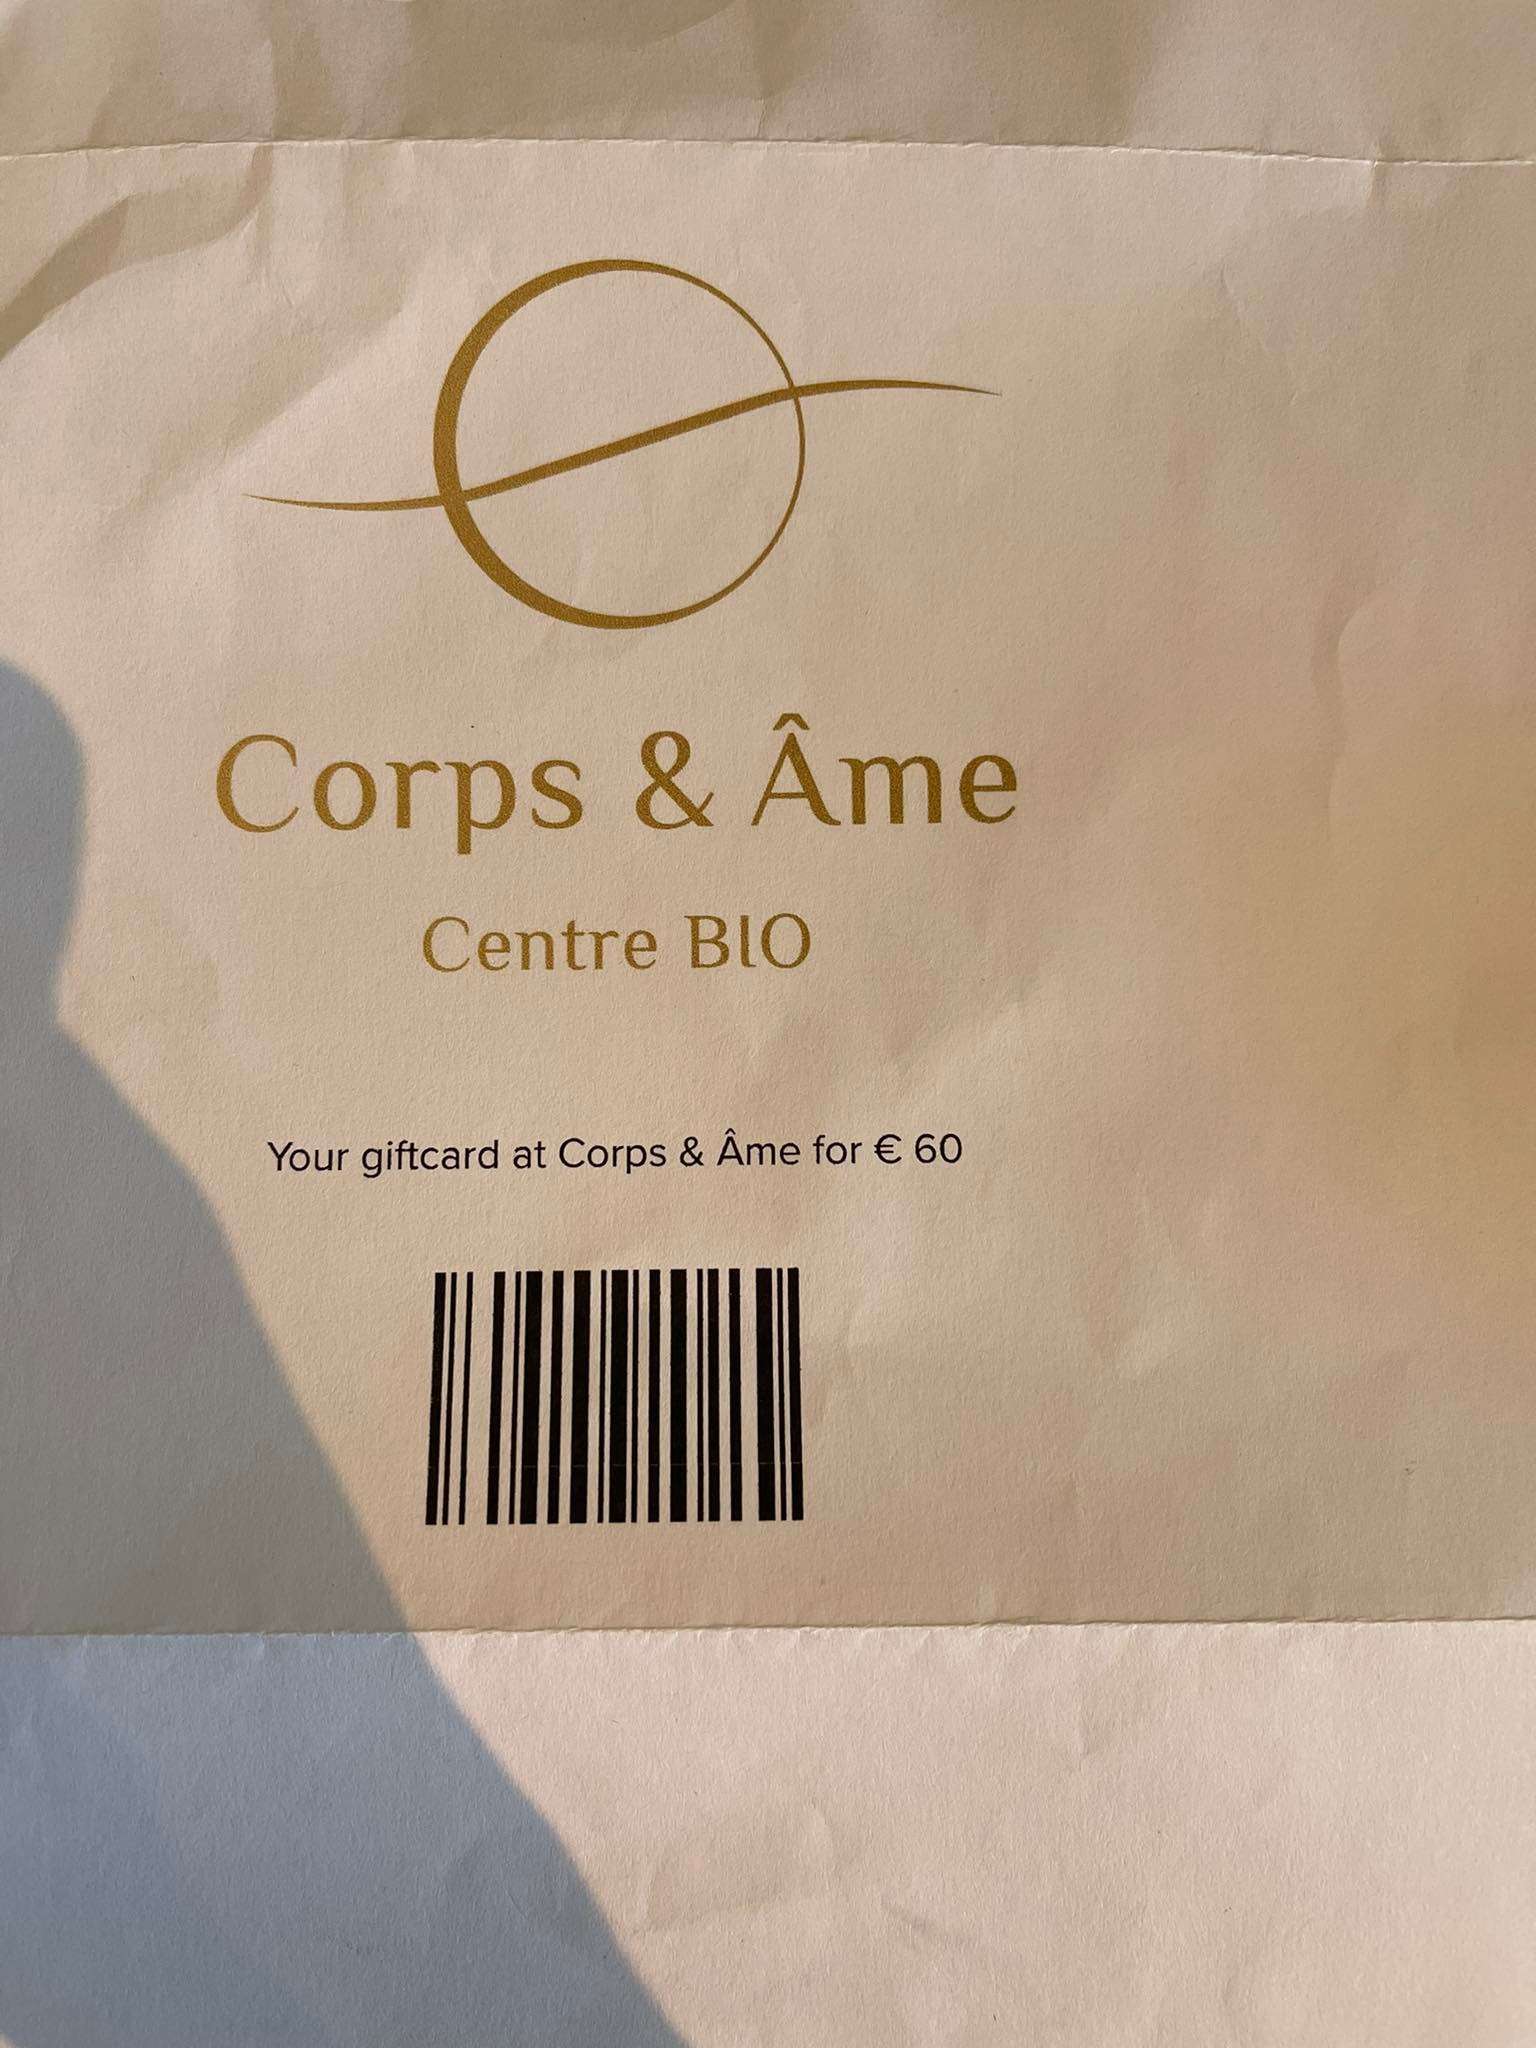 Corps & Âme
Centre BIO
Your giftcard at Corps & Âme for € 60